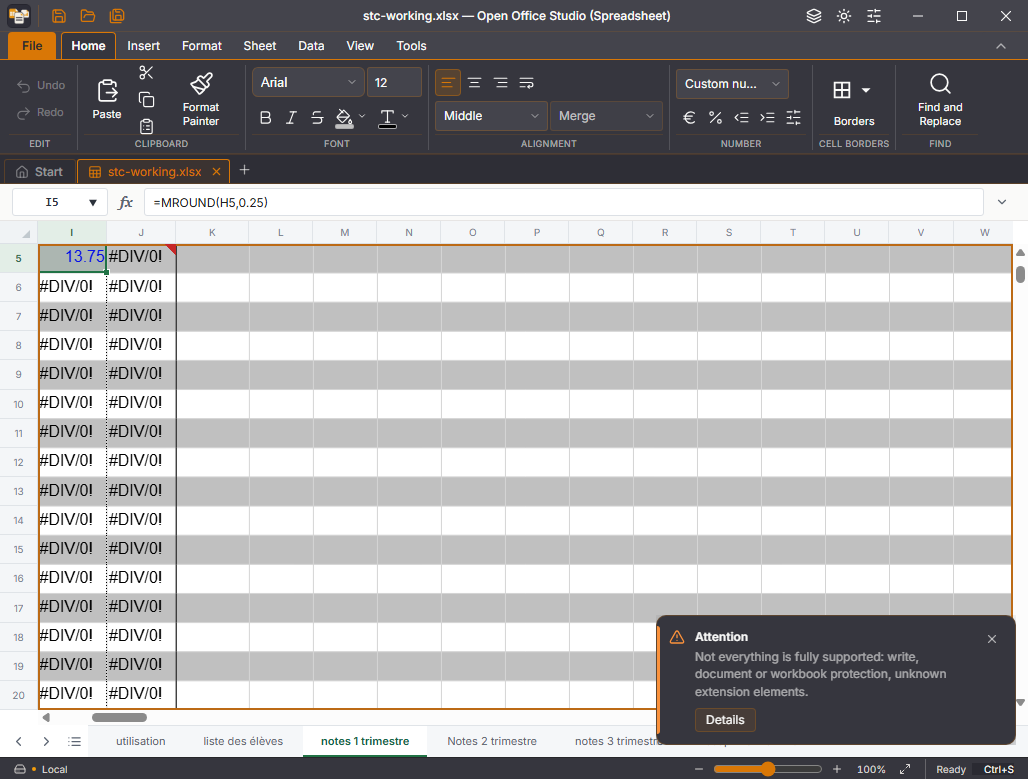 stc-working.xlsx — Open Office Studio (Spreadsheet)
File Home Insert Format Sheet Data View Tools
Undo
Redo
EDIT
Paste
Format
Painter
CLIPBOARD
Arial 12
B I S T
FONT
Middle Merge
ALIGNMENT
Custom nu...
€ %
NUMBER
Borders
CELL BORDERS
Find and
Replace
FIND
Start stc-working.xlsx
I5 fx =MROUND(H5,0.25)
I J K L M N O P Q R S T U V W
5 13.75 #DIV/0!
6 #DIV/0! #DIV/0!
7 #DIV/0! #DIV/0!
8 #DIV/0! #DIV/0!
9 #DIV/0! #DIV/0!
10 #DIV/0! #DIV/0!
11 #DIV/0! #DIV/0!
12 #DIV/0! #DIV/0!
13 #DIV/0! #DIV/0!
14 #DIV/0! #DIV/0!
15 #DIV/0! #DIV/0!
16 #DIV/0! #DIV/0!
17 #DIV/0! #DIV/0!
18 #DIV/0! #DIV/0!
19 #DIV/0! #DIV/0!
20 #DIV/0! #DIV/0!
Attention
Not everything is fully supported: write,
document or workbook protection, unknown
extension elements.
Details
utilisation liste des élèves notes 1 trimestre Notes 2 trimestre notes 3 trimestre
Local 100% Ready Ctrl+S